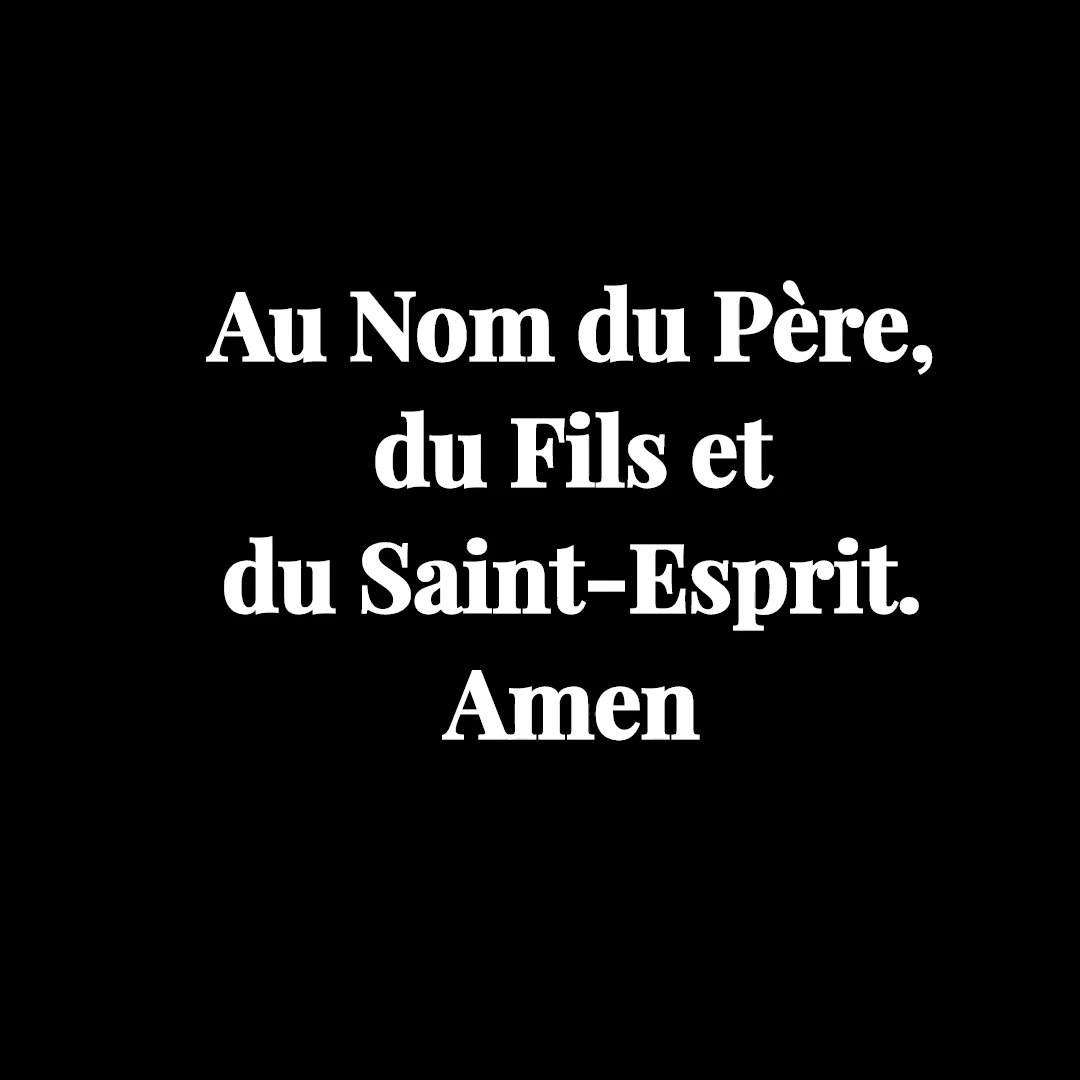 Au Nom du Père,
du Fils et
du Saint-Esprit.
Amen